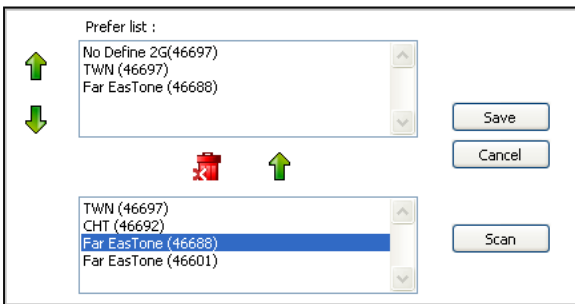 Prefer list :
No Define 2G(46697)
TWN (46697)
Far EasTone (46688)
Save
Cancel
TWN (46697)
CHT (46692)
Far EasTone (46688)
Far EasTone (46601)
Scan